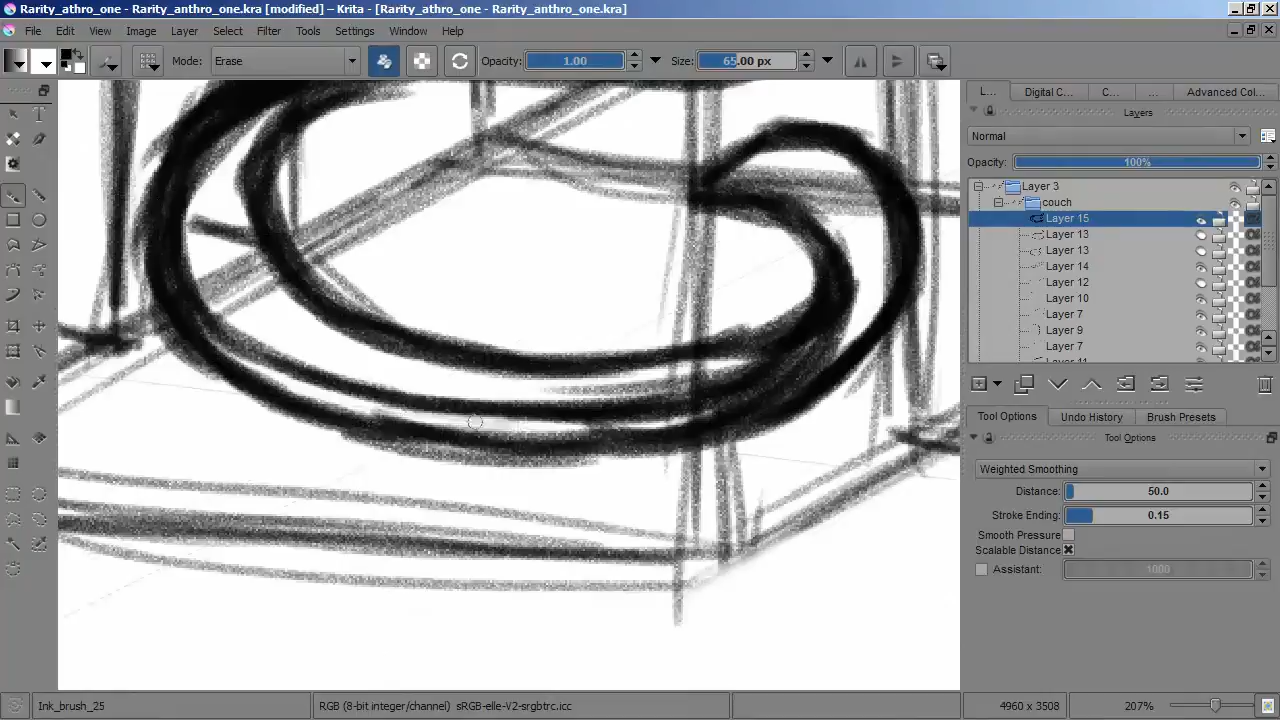 Rarity_athro_one - Rarity_anthro_one.kra [modified] – Krita - [Rarity_athro_one - Rarity_anthro_one.kra]
File Edit View Image Layer Select Filter Tools Settings Window Help
Mode: Erase Opacity: 1.00 Size: 65.00 px
L... Digital C... C... ... Advanced Col...
Layers
Normal
Opacity: 100%
Layer 3
couch
Layer 15
Layer 13
Layer 13
Layer 14
Layer 12
Layer 10
Layer 7
Layer 9
Layer 7
Tool Options Undo History Brush Presets
Tool Options
Weighted Smoothing
Distance: 50.0
Stroke Ending: 0.15
Smooth Pressure
Scalable Distance
Assistant: 1000
Ink_brush_25 RGB (8-bit integer/channel) sRGB-elle-V2-srgbtrc.icc 4960 x 3508 207%